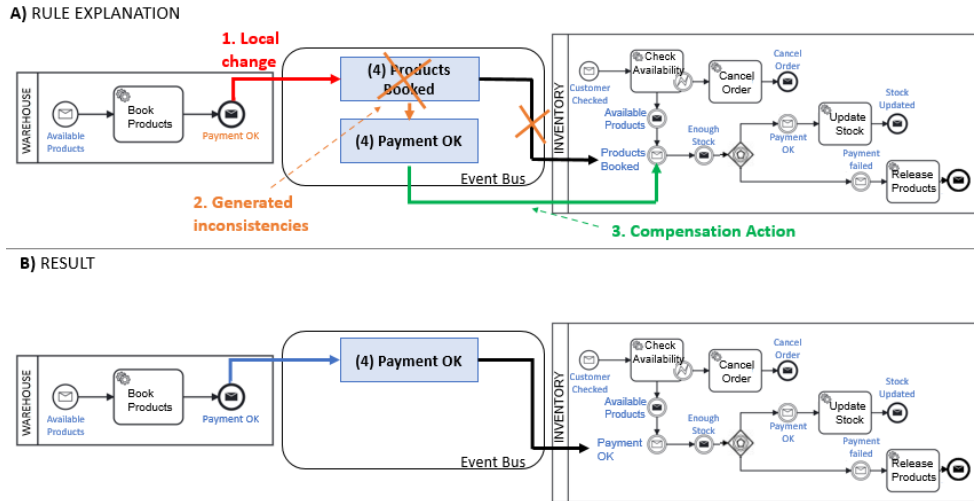 A) RULE EXPLANATION
1. Local
change
WAREHOUSE
Available
Products
Book
Products
Payment OK
(4) Products
Booked
(4) Payment OK
Event Bus
2. Generated
inconsistencies
3. Compensation Action
INVENTORY
Customer
Checked
Check
Availability
Cancel
Order
Cancel
Order
Available
Products
Products
Booked
Enough
Stock
Payment
OK
Update
Stock
Stock
Updated
Payment
failed
Release
Products
B) RESULT
WAREHOUSE
Available
Products
Book
Products
Payment OK
(4) Payment OK
Event Bus
INVENTORY
Customer
Checked
Check
Availability
Cancel
Order
Cancel
Order
Available
Products
Payment
OK
Enough
Stock
Payment
OK
Update
Stock
Stock
Updated
Payment
failed
Release
Products